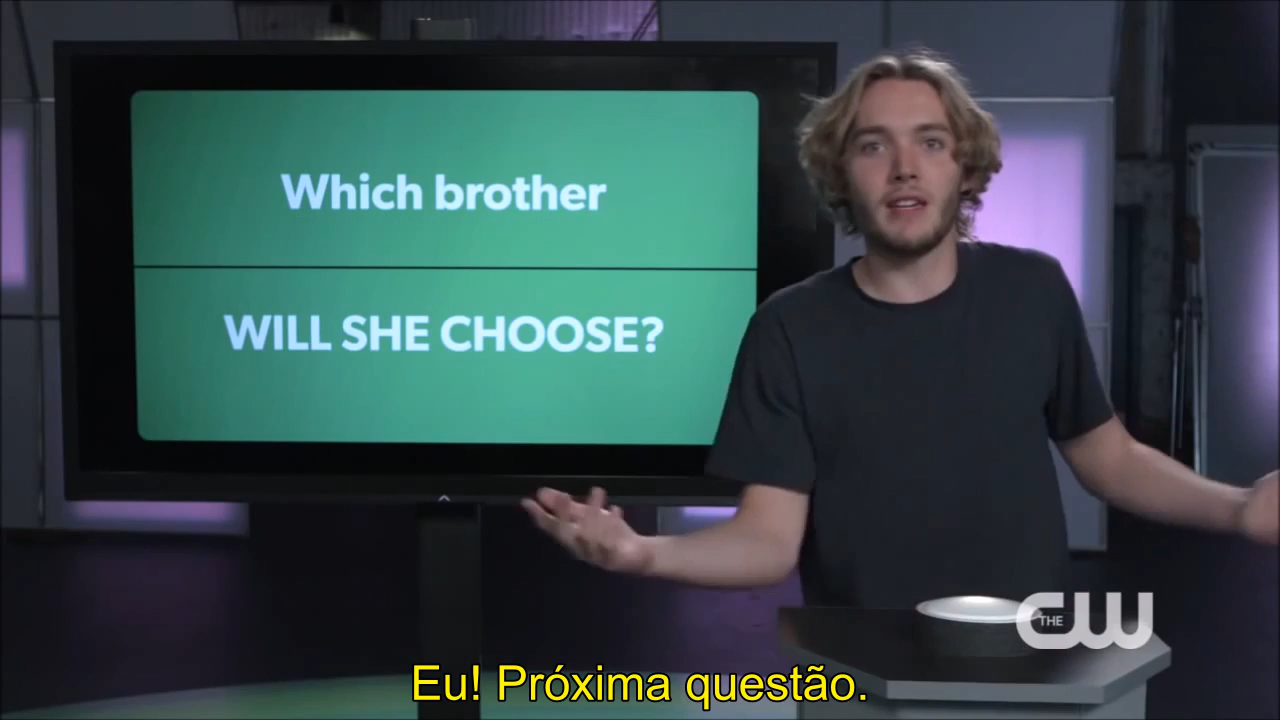 Which brother
WILL SHE CHOOSE?
THE CW
Eu! Próxima questão.